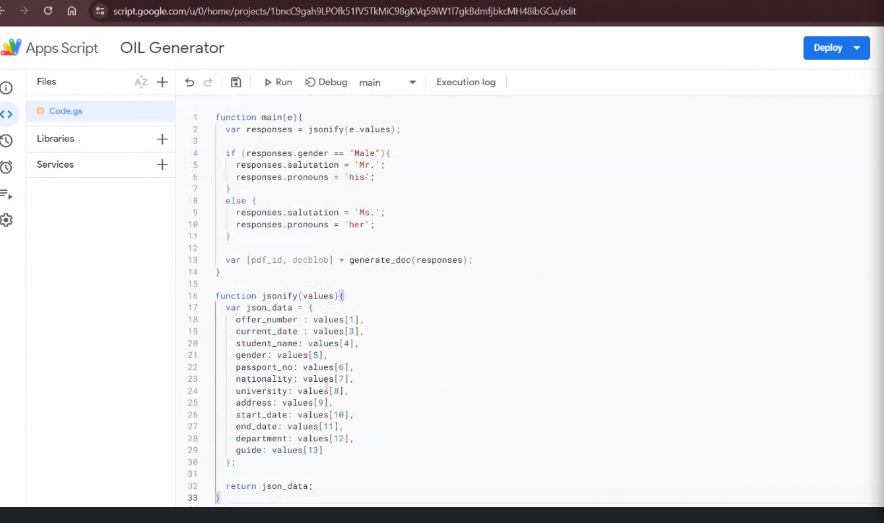 script.google.com/u/0/home/projects/1bncC9gah9LPOfk51fV5TkMiC98gKVq59iW1l7gkBdmfjbkcMH48ibGCu/edit
Apps Script OIL Generator
Deploy
Files AZ
Run Debug main Execution log
Code.gs
Libraries
Services
1 function main(e){
2 var responses = jsonify(e.values);
3
4 if (responses.gender == "Male"){
5 responses.salutation = 'Mr.';
6 responses.pronouns = 'his';
7 }
8 else {
9 responses.salutation = 'Ms.';
10 responses.pronouns = 'her';
11 }
12
13 var [pdf_id, docblob] = generate_doc(responses);
14 }
15
16 function jsonify(values){
17 var json_data = {
18 offer_number : values[1],
19 current_date : values[3],
20 student_name: values[4],
21 gender: values[5],
22 passport_no: values[6],
23 nationality: values[7],
24 university: values[8],
25 address: values[9],
26 start_date: values[10],
27 end_date: values[11],
28 department: values[12],
29 guide: values[13]
30 };
31
32 return json_data;
33 }